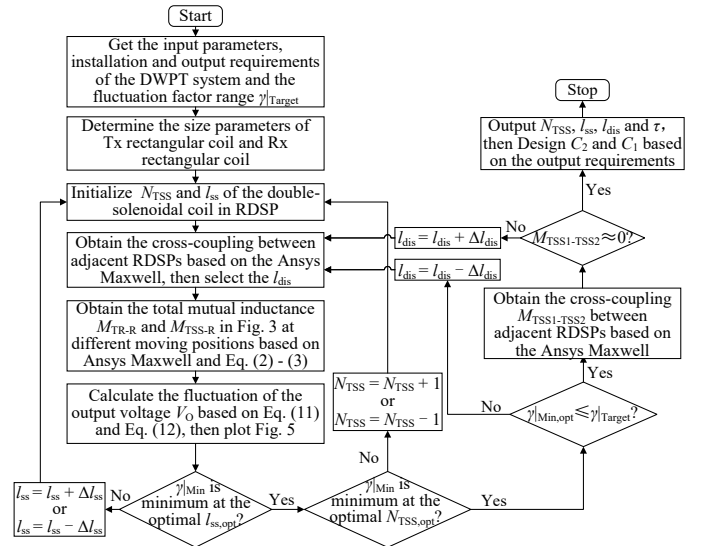 Start
Get the input parameters,
installation and output requirements
of the DWPT system and the
fluctuation factor range γ|Target
Determine the size parameters of
Tx rectangular coil and Rx
rectangular coil
Initialize NTSS and lss of the double-
solenoidal coil in RDSP
Obtain the cross-coupling between
adjacent RDSPs based on the Ansys
Maxwell, then select the ldis
Obtain the total mutual inductance
MTR-R and MTSS-R in Fig. 3 at
different moving positions based on
Ansys Maxwell and Eq. (2) - (3)
Calculate the fluctuation of the
output voltage VO based on Eq. (11)
and Eq. (12), then plot Fig. 5
γ|Min is
minimum at the
optimal lss,opt?
No
lss = lss + Δlss
or
lss = lss − Δlss
Yes
γ|Min is
minimum at the
optimal NTSS,opt?
No
NTSS = NTSS + 1
or
NTSS = NTSS − 1
Yes
γ|Min,opt≤γ|Target?
No
ldis = ldis − Δldis
Yes
Obtain the cross-coupling
MTSS1-TSS2 between
adjacent RDSPs based on
the Ansys Maxwell
MTSS1-TSS2≈0?
No
ldis = ldis + Δldis
Yes
Output NTSS, lss, ldis and τ,
then Design C2 and C1 based
on the output requirements
Stop